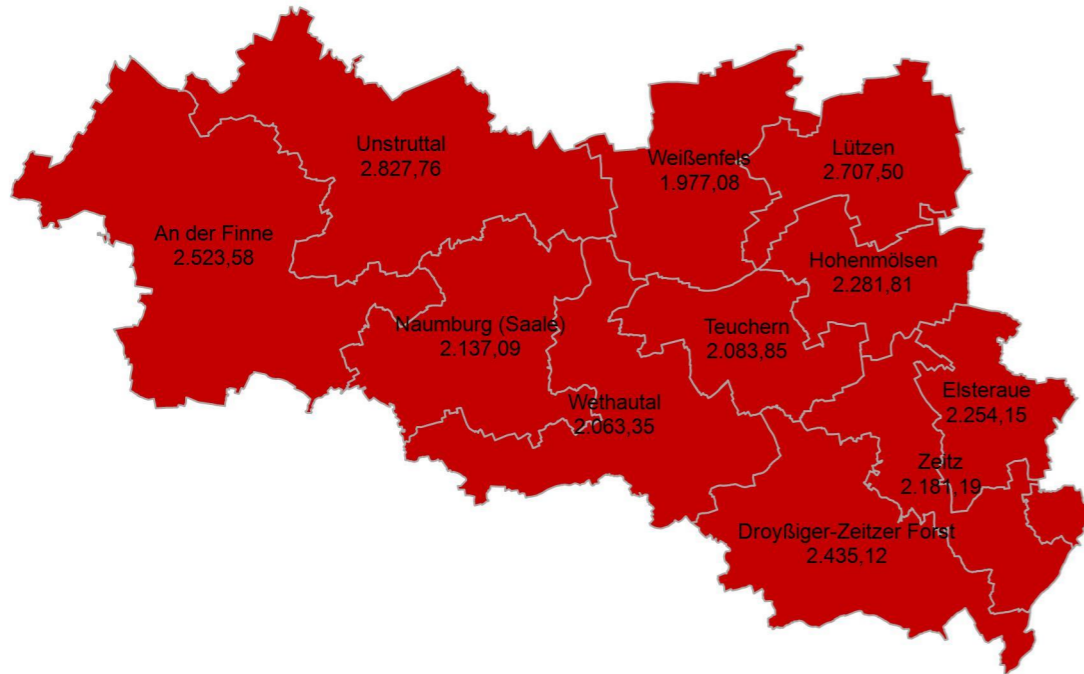 Unstruttal
2.827,76
Weißenfels
1.977,08
Lützen
2.707,50
An der Finne
2.523,58
Hohenmölsen
2.281,81
Naumburg (Saale)
2.137,09
Teuchern
2.083,85
Elsteraue
2.254,15
Wethautal
2.063,35
Zeitz
2.181,19
Droyßiger-Zeitzer Forst
2.435,12